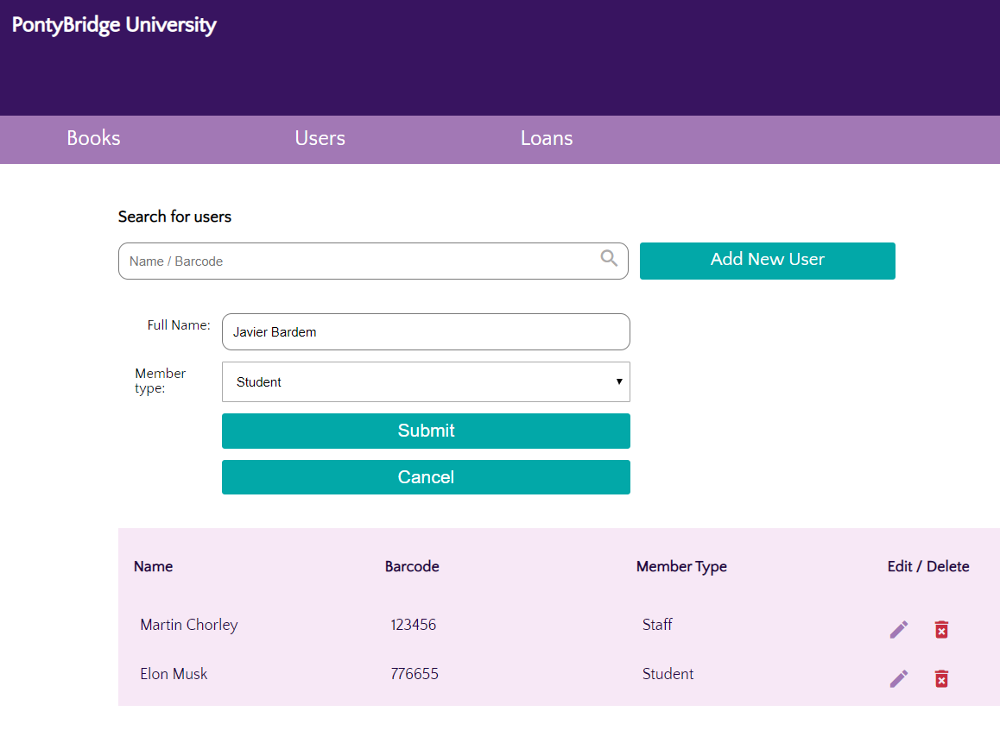 PontyBridge University
Books Users Loans
Search for users
Name / Barcode
Add New User
Full Name: Javier Bardem
Member
type:
Student
Submit
Cancel
Name Barcode Member Type Edit / Delete
Martin Chorley 123456 Staff
Elon Musk 776655 Student